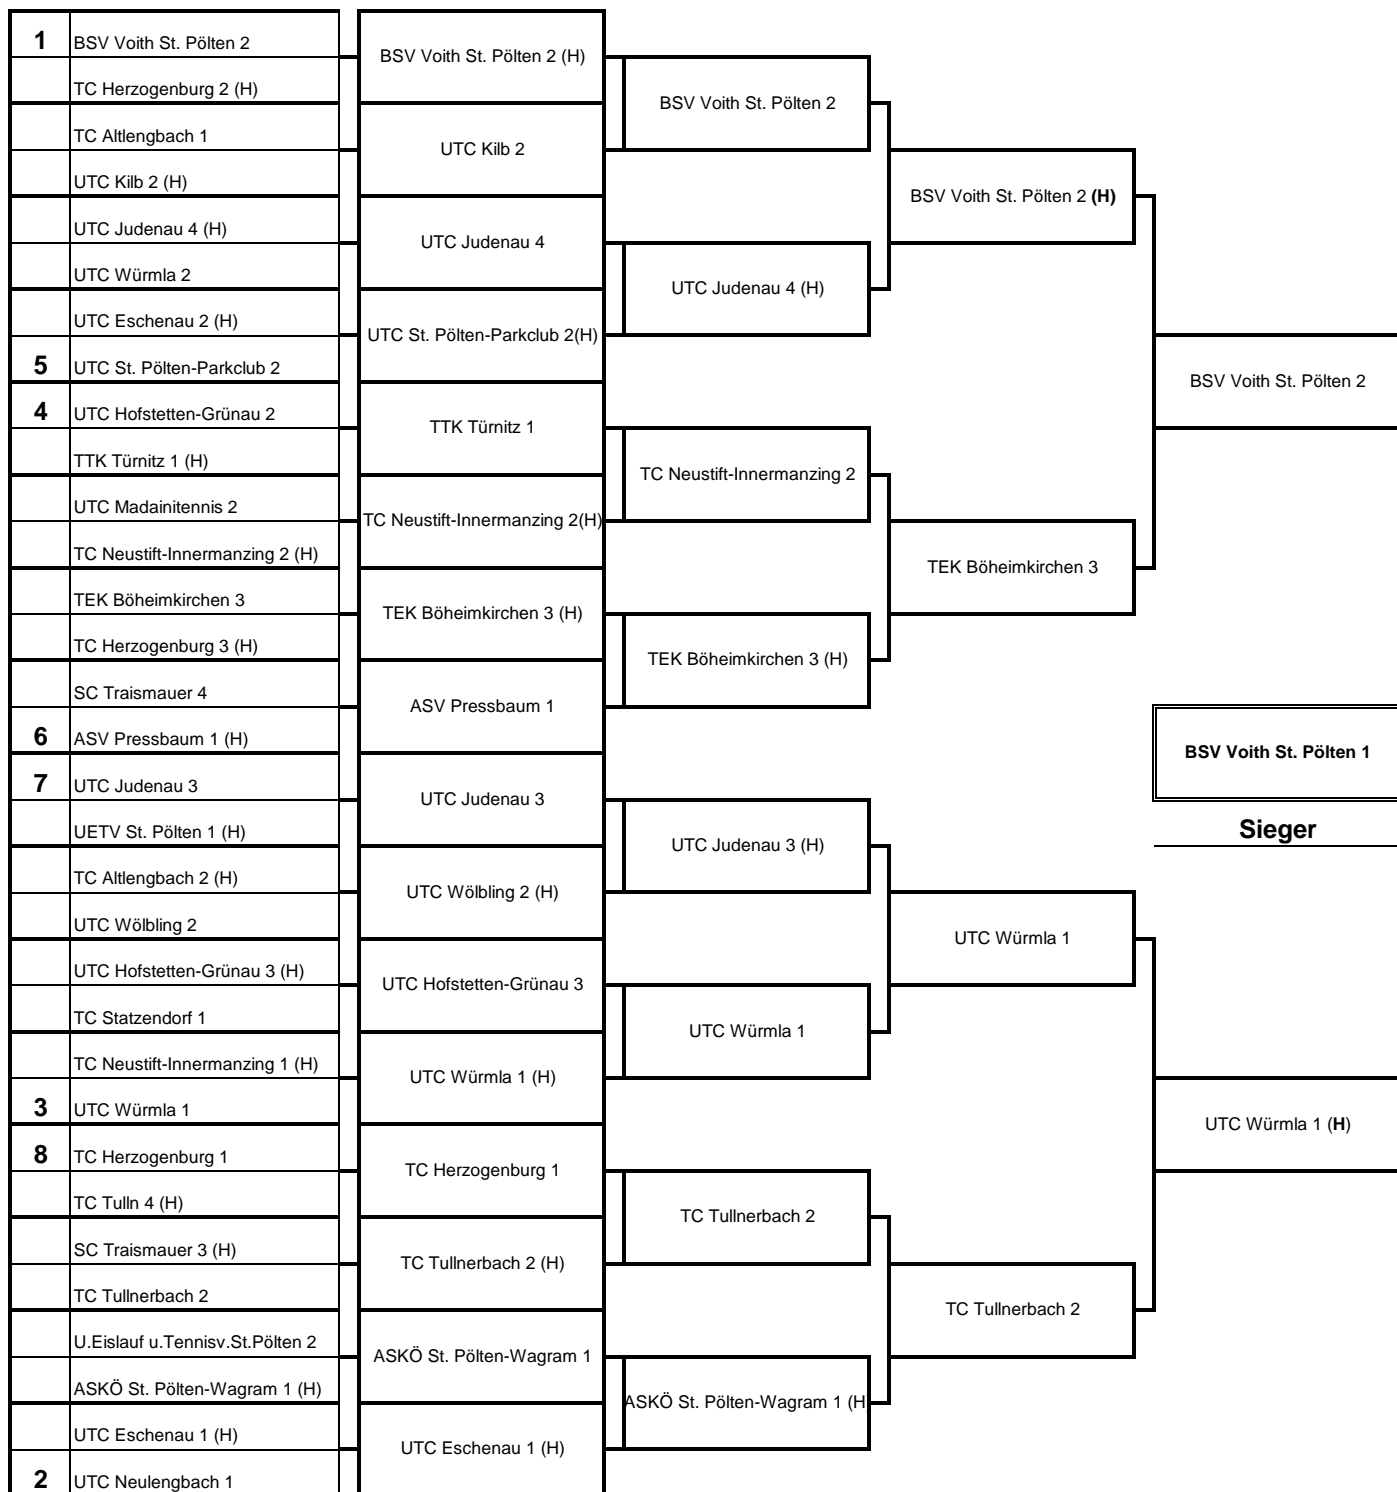 1 BSV Voith St. Pölten 2
TC Herzogenburg 2 (H)
TC Altlengbach 1
UTC Kilb 2 (H)
UTC Judenau 4 (H)
UTC Würmla 2
UTC Eschenau 2 (H)
5 UTC St. Pölten-Parkclub 2
4 UTC Hofstetten-Grünau 2
TTK Türnitz 1 (H)
UTC Madainitennis 2
TC Neustift-Innermanzing 2 (H)
TEK Böheimkirchen 3
TC Herzogenburg 3 (H)
SC Traismauer 4
6 ASV Pressbaum 1 (H)
7 UTC Judenau 3
UETV St. Pölten 1 (H)
TC Altlengbach 2 (H)
UTC Wölbling 2
UTC Hofstetten-Grünau 3 (H)
TC Statzendorf 1
TC Neustift-Innermanzing 1 (H)
3 UTC Würmla 1
8 TC Herzogenburg 1
TC Tulln 4 (H)
SC Traismauer 3 (H)
TC Tullnerbach 2
U.Eislauf u.Tennisv.St.Pölten 2
ASKÖ St. Pölten-Wagram 1 (H)
UTC Eschenau 1 (H)
2 UTC Neulengbach 1
BSV Voith St. Pölten 2 (H)
UTC Kilb 2
UTC Judenau 4
UTC St. Pölten-Parkclub 2(H)
TTK Türnitz 1
TC Neustift-Innermanzing 2(H)
TEK Böheimkirchen 3 (H)
ASV Pressbaum 1
UTC Judenau 3
UTC Wölbling 2 (H)
UTC Hofstetten-Grünau 3
UTC Würmla 1 (H)
TC Herzogenburg 1
TC Tullnerbach 2 (H)
ASKÖ St. Pölten-Wagram 1
UTC Eschenau 1 (H)
BSV Voith St. Pölten 2
UTC Judenau 4 (H)
TC Neustift-Innermanzing 2
TEK Böheimkirchen 3 (H)
UTC Judenau 3 (H)
UTC Würmla 1
TC Tullnerbach 2
ASKÖ St. Pölten-Wagram 1 (H
BSV Voith St. Pölten 2 (H)
TEK Böheimkirchen 3
UTC Würmla 1
TC Tullnerbach 2
BSV Voith St. Pölten 2
UTC Würmla 1 (H)
BSV Voith St. Pölten 1
Sieger